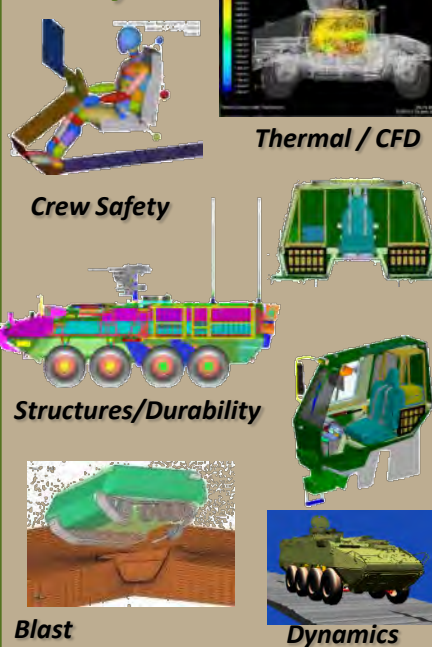 Thermal / CFD
Crew Safety
Structures/Durability
Blast
Dynamics